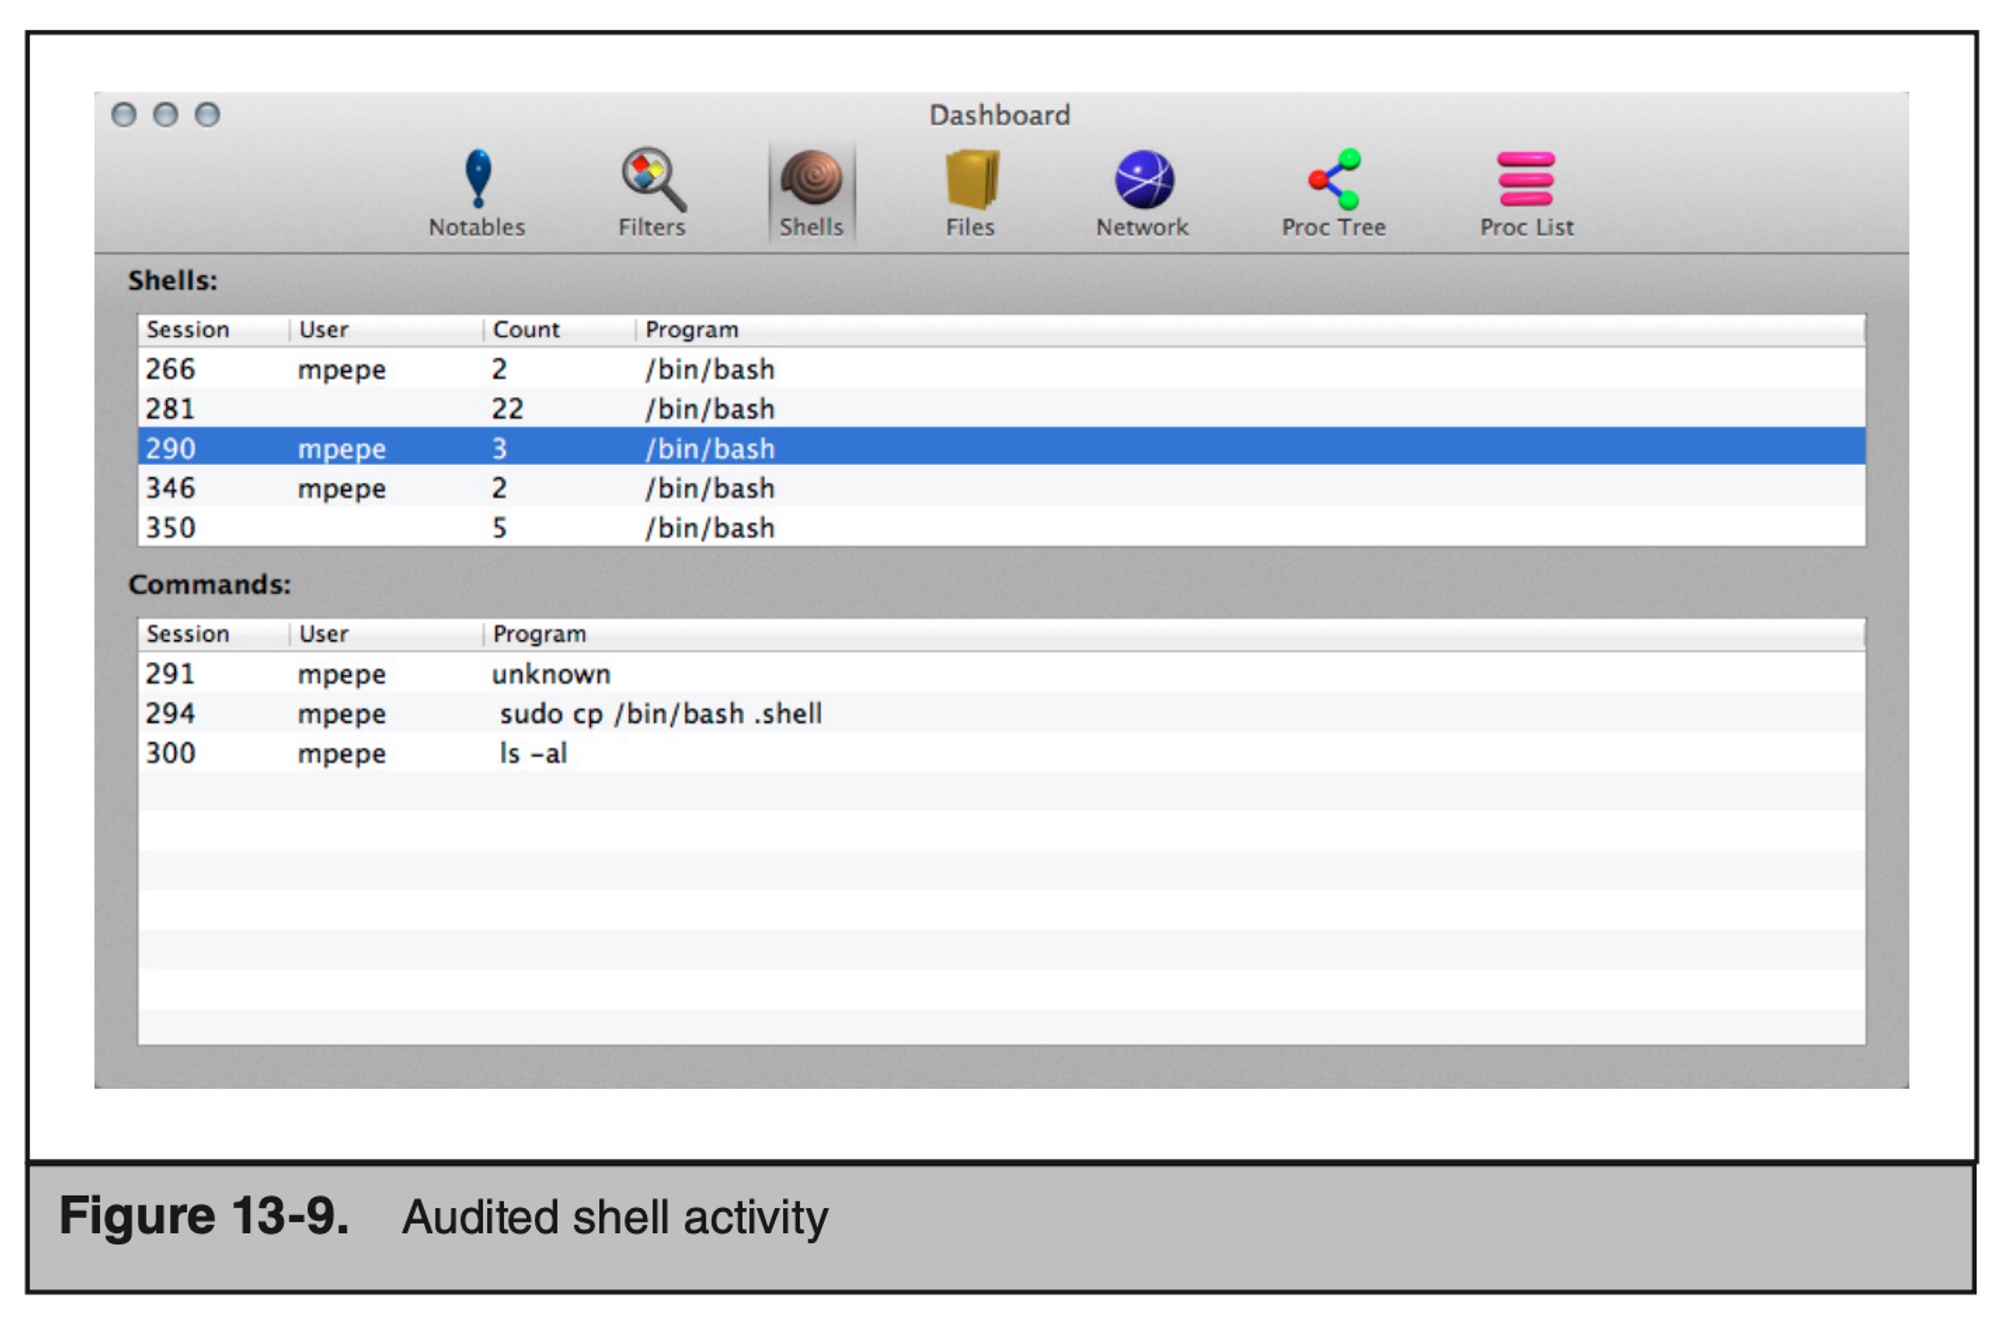 Dashboard
Notables Filters Shells Files Network Proc Tree Proc List
Shells:
Session User Count Program
266 mpepe 2 /bin/bash
281 22 /bin/bash
290 mpepe 3 /bin/bash
346 mpepe 2 /bin/bash
350 5 /bin/bash
Commands:
Session User Program
291 mpepe unknown
294 mpepe sudo cp /bin/bash .shell
300 mpepe ls -al
Figure 13-9. Audited shell activity